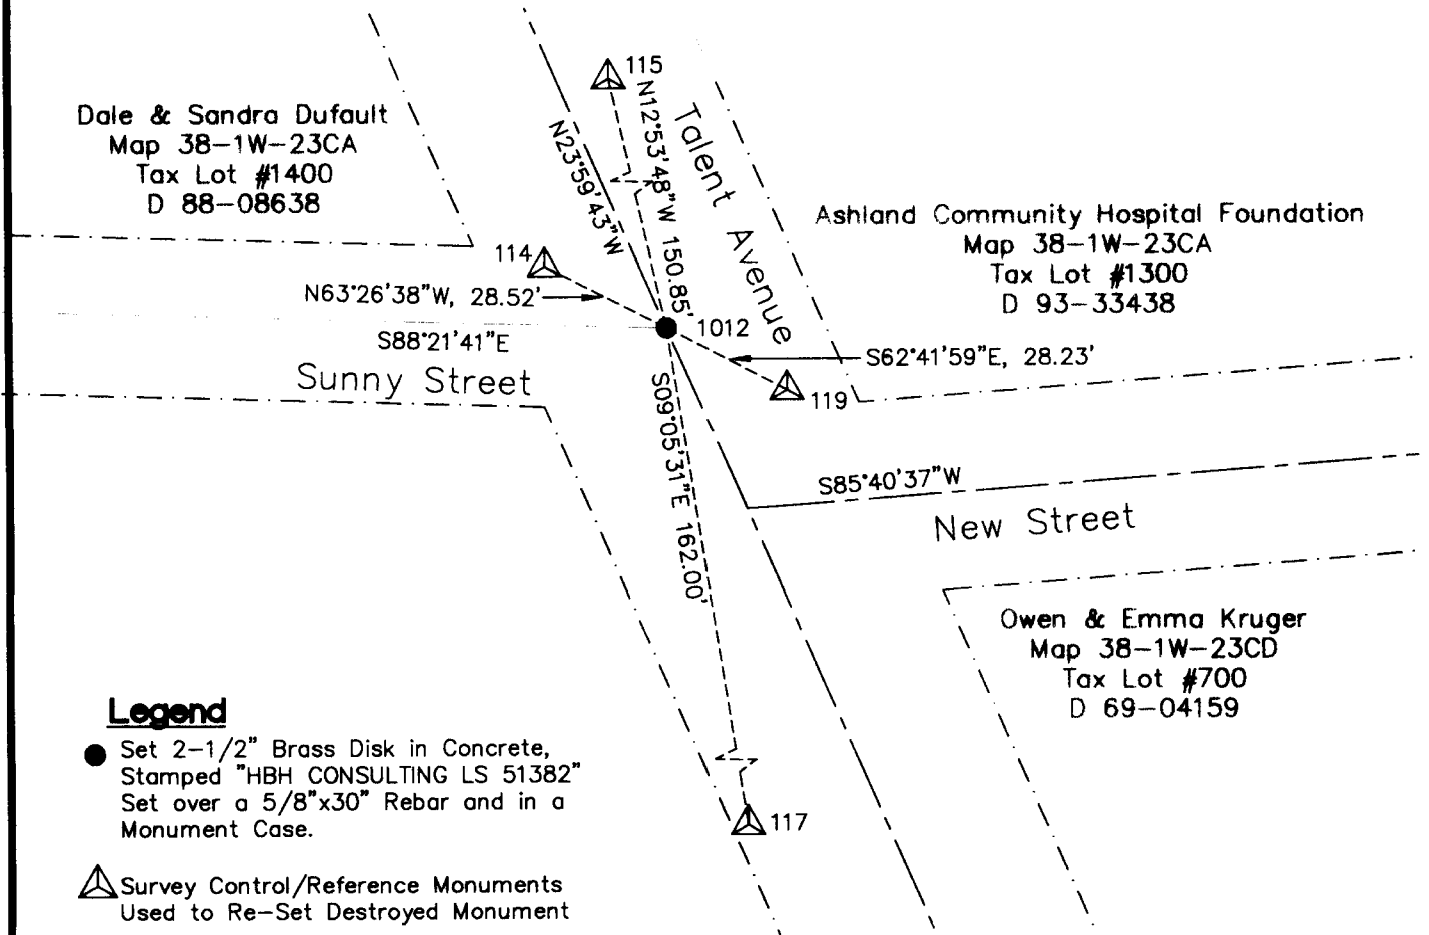 115
N12°53'48"W 150.85'
Talent Avenue
N23°59'43"W
Dale & Sandra Dufault
Map 38-1W-23CA
Tax Lot #1400
D 88-08638
Ashland Community Hospital Foundation
Map 38-1W-23CA
Tax Lot #1300
D 93-33438
114
N63°26'38"W, 28.52'
1012
S88°21'41"E
Sunny Street
S62°41'59"E, 28.23'
119
S09°05'31"E 162.00'
S85°40'37"W
New Street
Owen & Emma Kruger
Map 38-1W-23CD
Tax Lot #700
D 69-04159
117
Legend
Set 2-1/2" Brass Disk in Concrete,
Stamped "HBH CONSULTING LS 51382"
Set over a 5/8"x30" Rebar and in a
Monument Case.
Survey Control/Reference Monuments
Used to Re-Set Destroyed Monument